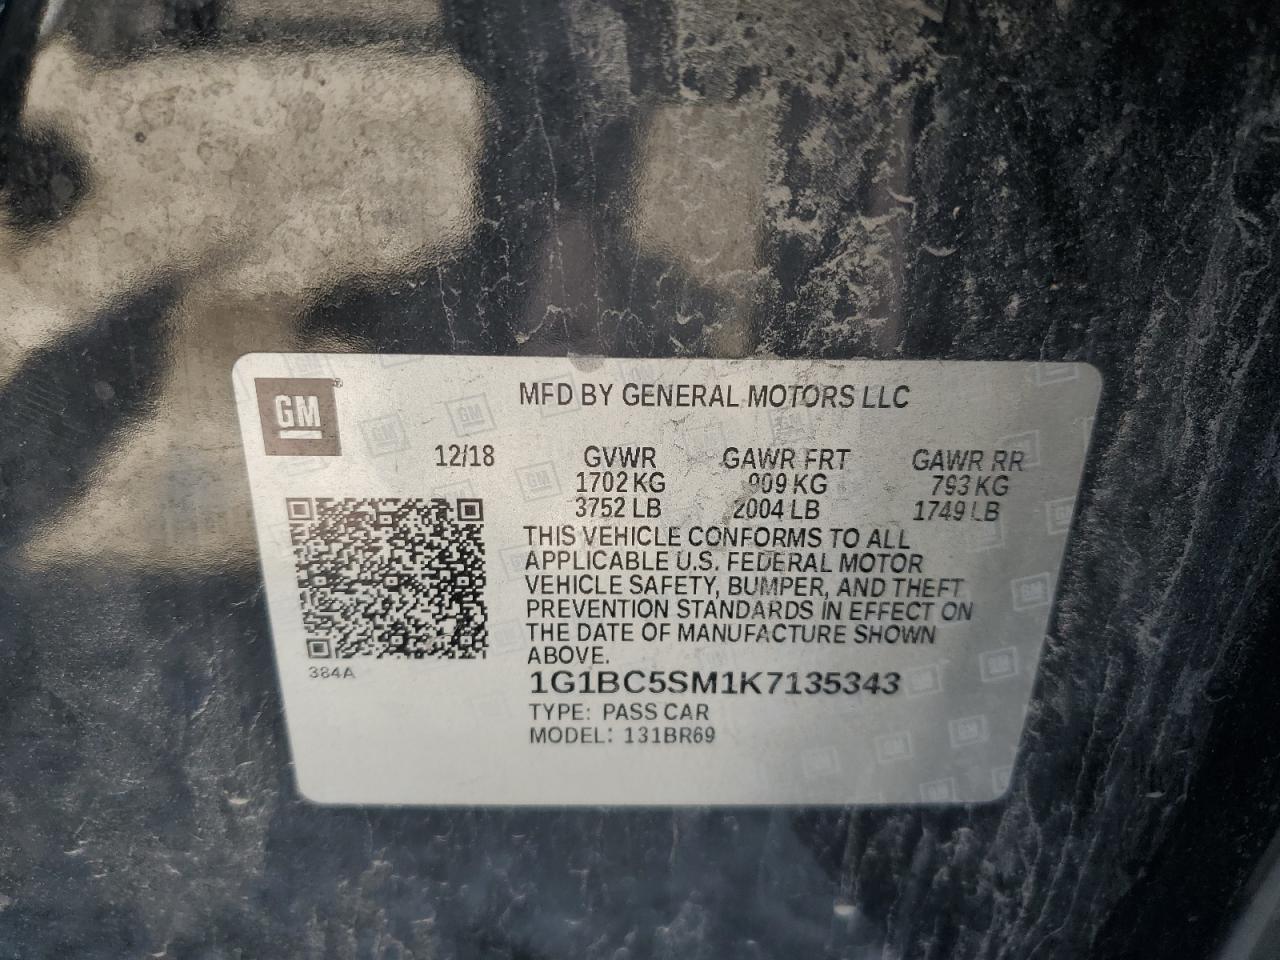 GM
MFD BY GENERAL MOTORS LLC
12/18 GVWR GAWR FRT GAWR RR
1702 KG 909 KG 793 KG
3752 LB 2004 LB 1749 LB
THIS VEHICLE CONFORMS TO ALL
APPLICABLE U.S. FEDERAL MOTOR
VEHICLE SAFETY, BUMPER, AND THEFT
PREVENTION STANDARDS IN EFFECT ON
THE DATE OF MANUFACTURE SHOWN
ABOVE.
384A
1G1BC5SM1K7135343
TYPE: PASS CAR
MODEL: 131BR69